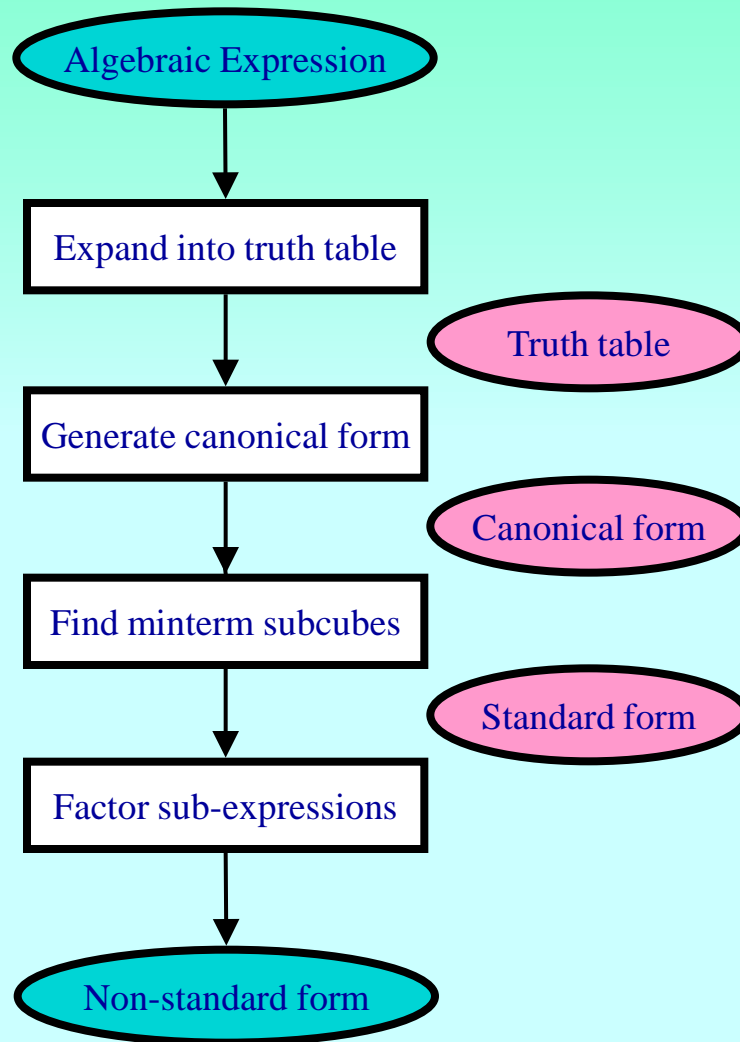 Algebraic Expression
Expand into truth table
Truth table
Generate canonical form
Canonical form
Find minterm subcubes
Standard form
Factor sub-expressions
Non-standard form